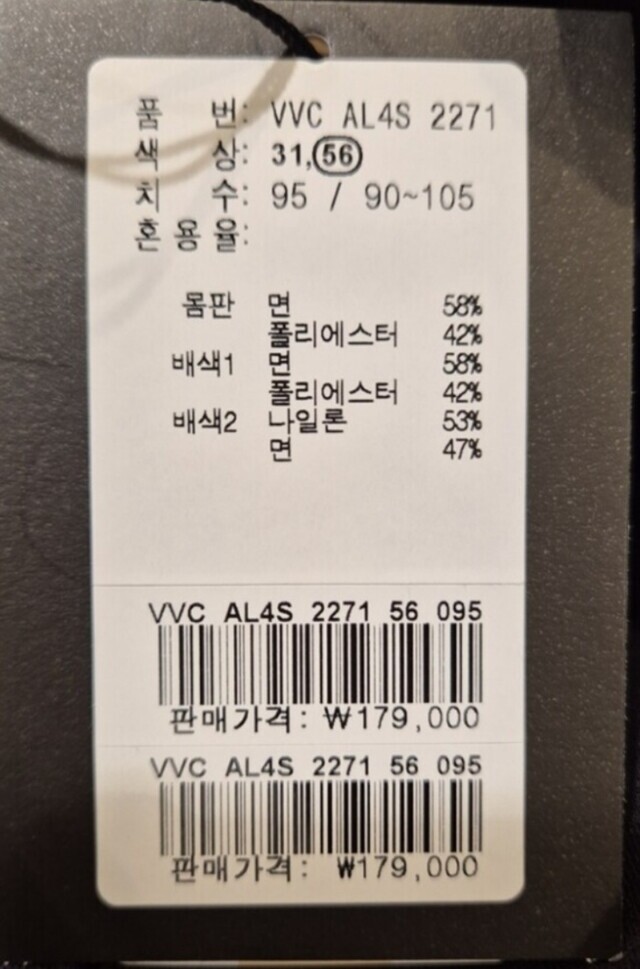 품 번: VVC AL4S 2271
색 상: 31,56
치 수: 95 / 90~105
혼 용 율:
몸판 면 58%
폴리에스터 42%
배색1 면 58%
폴리에스터 42%
배색2 나일론 53%
면 47%
VVC AL4S 2271 56 095
판매가격: ₩179,000
VVC AL4S 2271 56 095
판매가격: ₩179,000